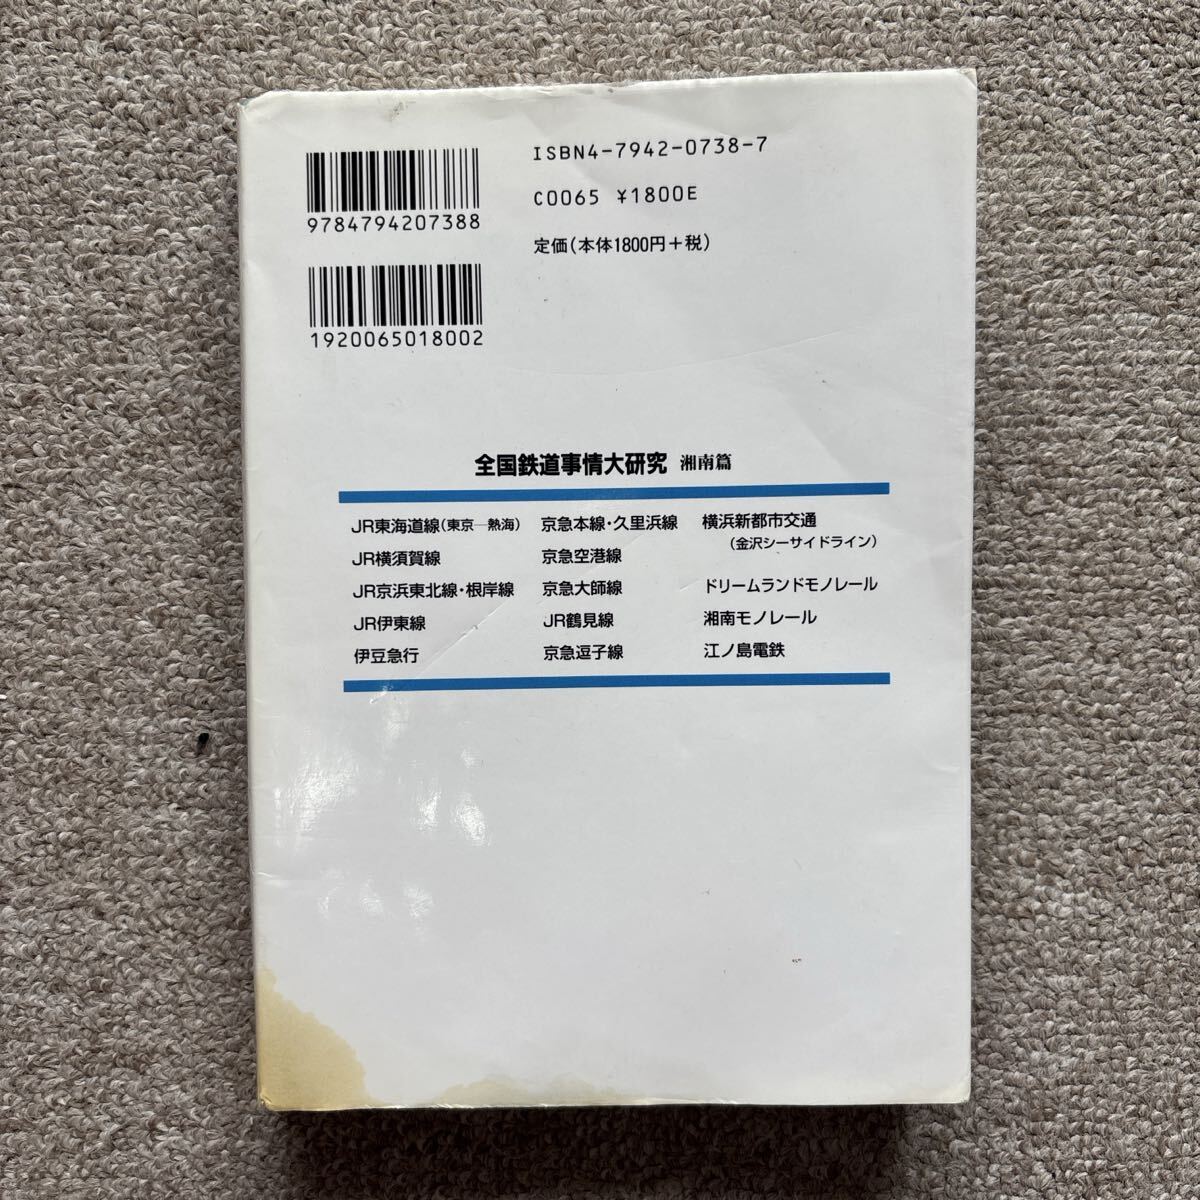 ISBN4-7942-0738-7
9784794207388
C0065 ¥1800E
定価(本体1800円+税)
1920065018002
全国鉄道事情大研究 湘南篇
JR東海道線(東京―熱海)
JR横須賀線
JR京浜東北線・根岸線
JR伊東線
伊豆急行
京急本線・久里浜線
京急空港線
京急大師線
JR鶴見線
京急逗子線
横浜新都市交通
(金沢シーサイドライン)
ドリームランドモノレール
湘南モノレール
江ノ島電鉄